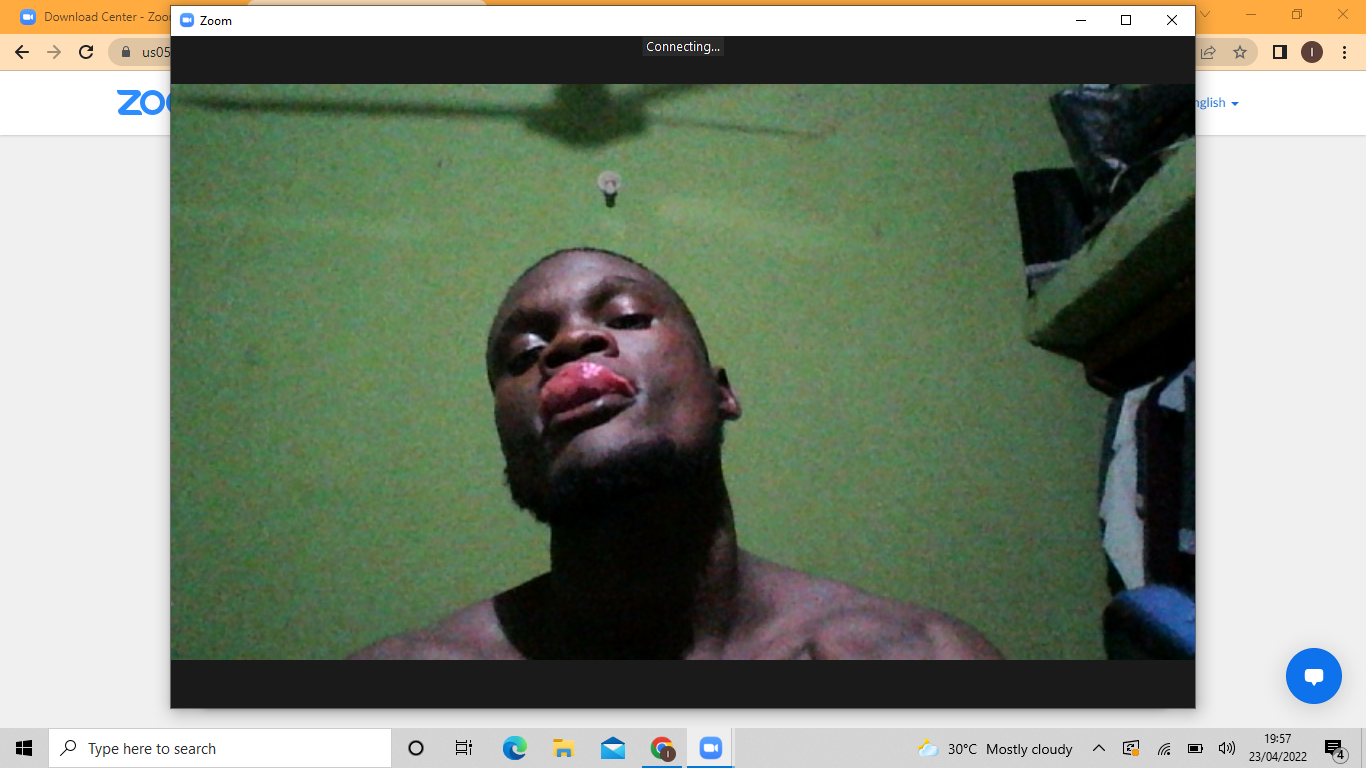 Download Center - Zoo
Zoom
Connecting...
us05
I
ZOO
nglish
Type here to search
I
30°C Mostly cloudy
19:57
23/04/2022
4